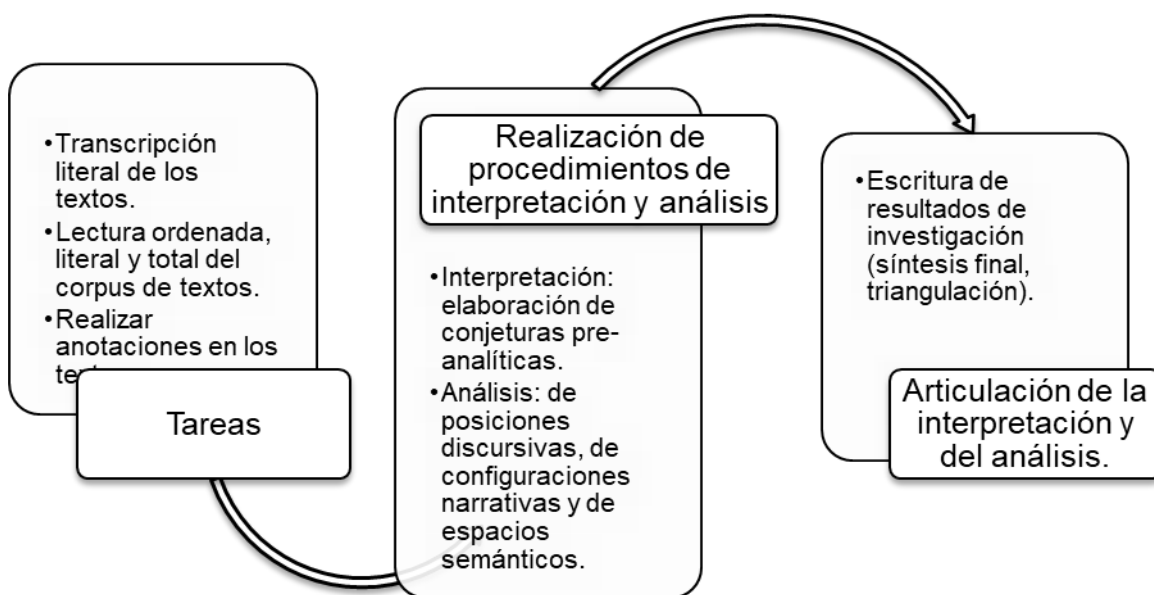 •Transcripción
literal de los
textos.
•Lectura ordenada,
literal y total del
corpus de textos.
•Realizar
anotaciones en los
Tareas
Realización de
procedimientos de
interpretación y análisis
•Interpretación:
elaboración de
conjeturas pre-
analíticas.
•Análisis: de
posiciones
discursivas, de
configuraciones
narrativas y de
espacios
semánticos.
•Escritura de
resultados de
investigación
(síntesis final,
triangulación).
Articulación de la
interpretación y
del análisis.